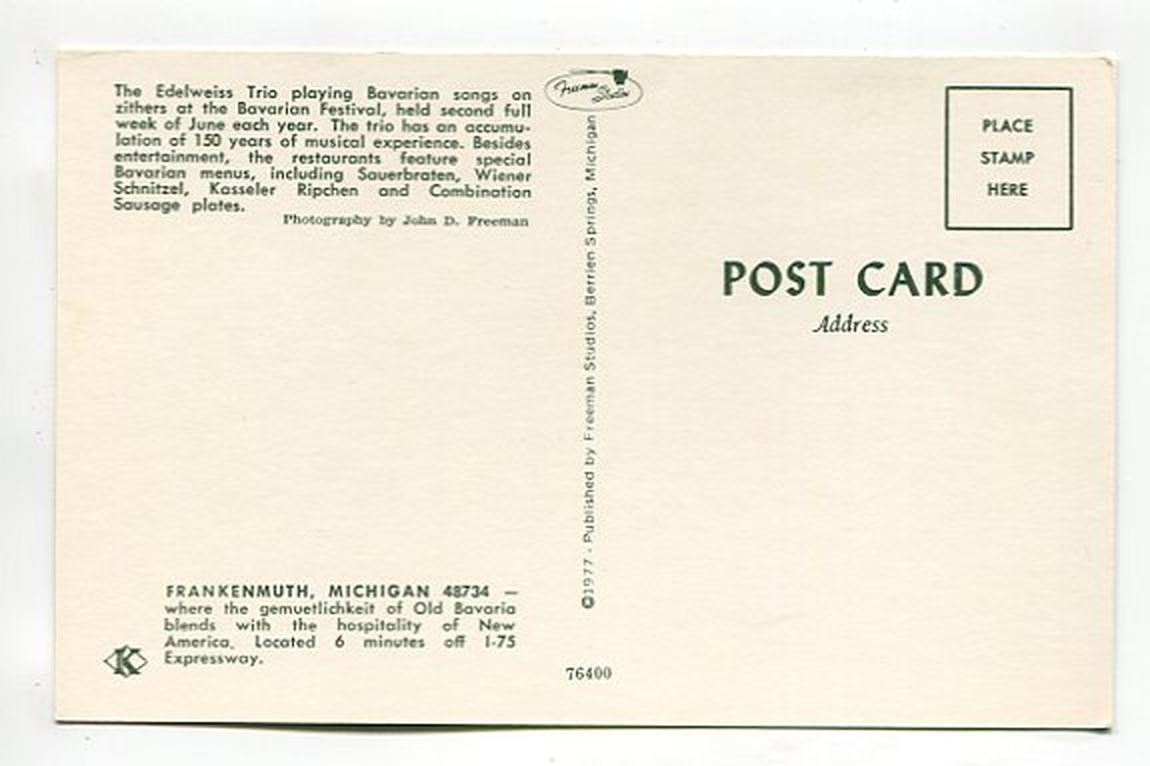 The Edelweiss Trio playing Bavarian songs on
zithers at the Bavarian Festival, held second full
week of June each year. The trio has an accumu-
lation of 150 years of musical experience. Besides
entertainment, the restaurants feature special
Bavarian menus, including Sauerbraten, Wiener
Schnitzel, Kasseler Ripchen and Combination
Sausage plates.
Photography by John D. Freeman
FRANKENMUTH, MICHIGAN 48734 —
where the gemuetlichkeit of Old Bavaria
blends with the hospitality of New
America. Located 6 minutes off I-75
Expressway.
K
©1977 - Published by Freeman Studios, Berrien Springs, Michigan
76400
PLACE
STAMP
HERE
POST CARD
Address